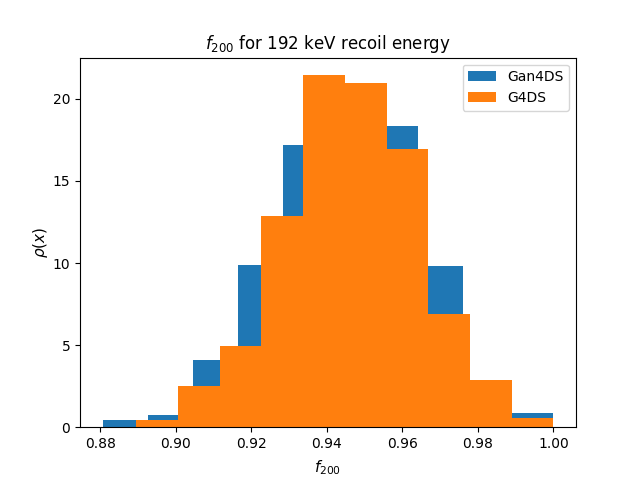 f₂₀₀ for 192 keV recoil energy
Gan4DS
G4DS
ρ(x)
20
15
10
5
0
0.88 0.90 0.92 0.94 0.96 0.98 1.00
f₂₀₀